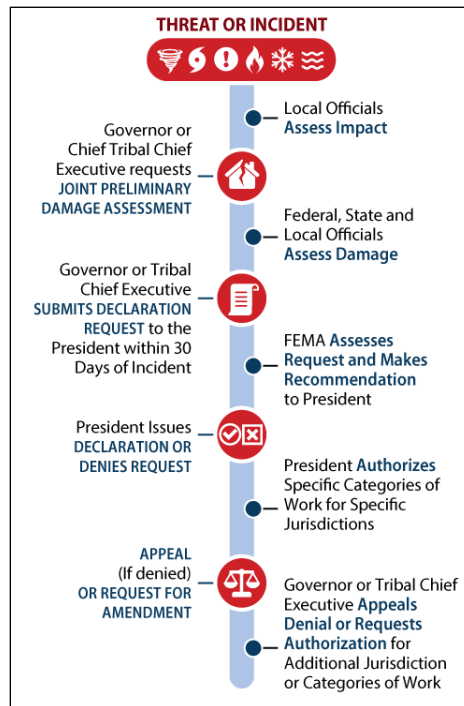 THREAT OR INCIDENT
Local Officials
Assess Impact
Governor or
Chief Tribal Chief
Executive requests
JOINT PRELIMINARY
DAMAGE ASSESSMENT
Federal, State and
Local Officials
Assess Damage
Governor or Tribal
Chief Executive
SUBMITS DECLARATION
REQUEST to the
President within 30
Days of Incident
FEMA Assesses
Request and Makes
Recommendation
to President
President Issues
DECLARATION OR
DENIES REQUEST
President Authorizes
Specific Categories of
Work for Specific
Jurisdictions
APPEAL
(If denied)
OR REQUEST FOR
AMENDMENT
Governor or Tribal Chief
Executive Appeals
Denial or Requests
Authorization for
Additional Jurisdiction
or Categories of Work